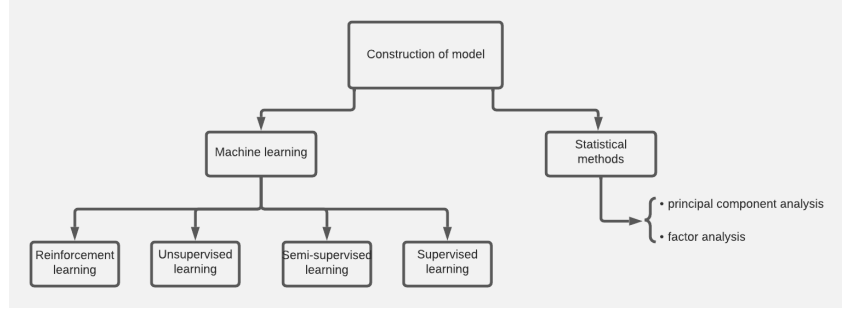 Construction of model
Machine learning
Statistical
methods
• principal component analysis
• factor analysis
Reinforcement
learning
Unsupervised
learning
Semi-supervised
learning
Supervised
learning